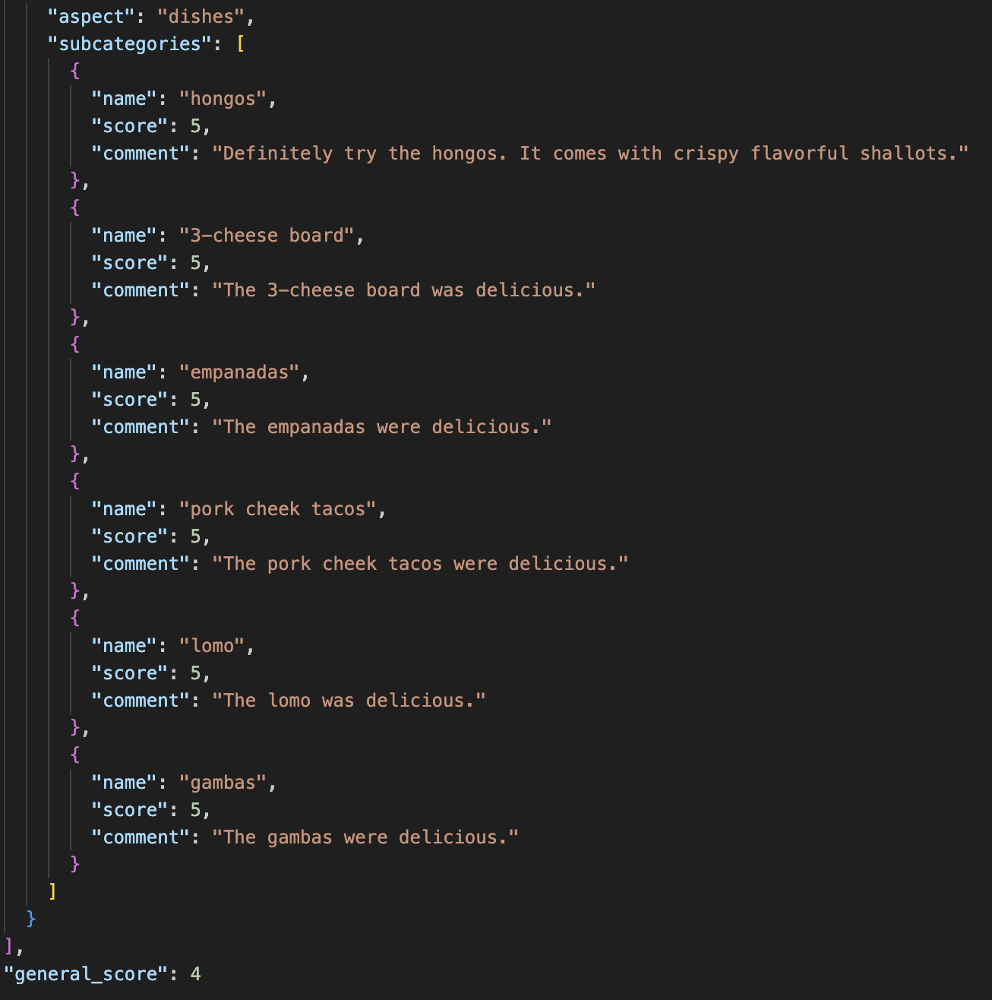 "aspect": "dishes",
"subcategories": [
{
"name": "hongos",
"score": 5,
"comment": "Definitely try the hongos. It comes with crispy flavorful shallots."
},
{
"name": "3-cheese board",
"score": 5,
"comment": "The 3-cheese board was delicious."
},
{
"name": "empanadas",
"score": 5,
"comment": "The empanadas were delicious."
},
{
"name": "pork cheek tacos",
"score": 5,
"comment": "The pork cheek tacos were delicious."
},
{
"name": "lomo",
"score": 5,
"comment": "The lomo was delicious."
},
{
"name": "gambas",
"score": 5,
"comment": "The gambas were delicious."
}
]
}
],
"general_score": 4